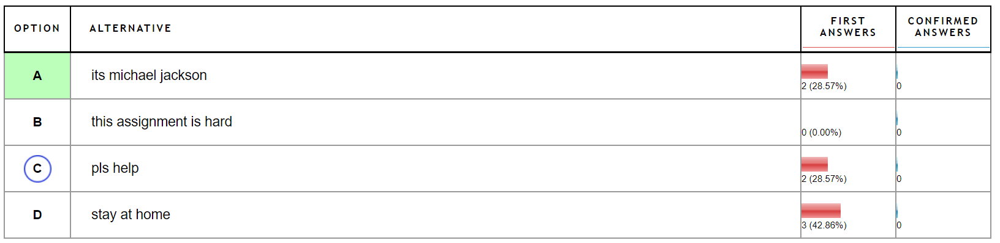 OPTION ALTERNATIVE FIRST ANSWERS CONFIRMED ANSWERS
A its michael jackson 2 (28.57%) 0
B this assignment is hard 0 (0.00%) 0
C pls help 2 (28.57%) 0
D stay at home 3 (42.86%) 0